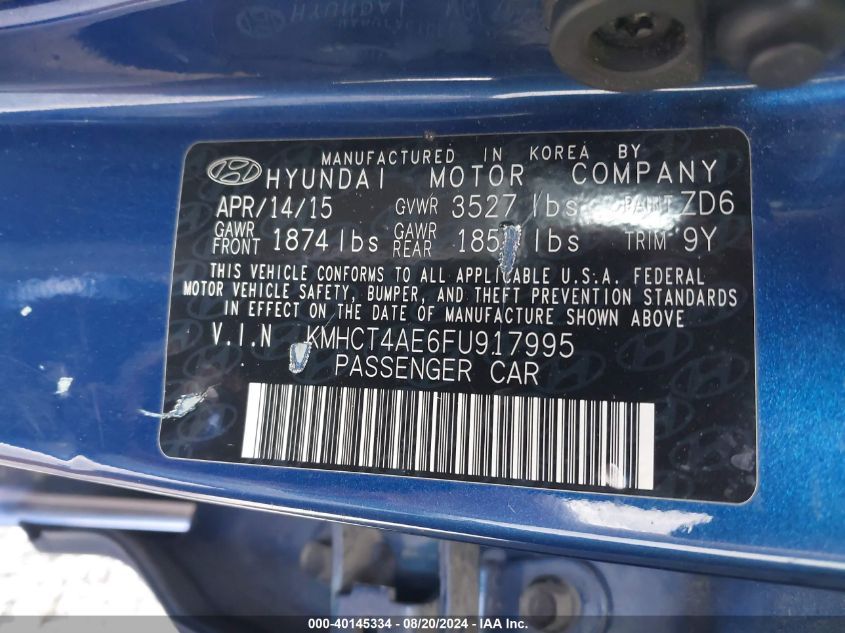 MANUFACTURED IN KOREA BY
HYUNDAI MOTOR COMPANY
APR/14/15 GVWR 3527 lbs PAINT ZD6
GAWR FRONT 1874 lbs GAWR REAR lbs TRIM 9Y
THIS VEHICLE CONFORMS TO ALL APPLICABLE U.S.A. FEDERAL
MOTOR VEHICLE SAFETY, BUMPER, AND THEFT PREVENTION STANDARDS
IN EFFECT ON THE DATE OF MANUFACTURE SHOWN ABOVE
V.I.N KMHCT4AE6FU917995
PASSENGER CAR
000-40145334 - 08/20/2024 - IAA Inc.